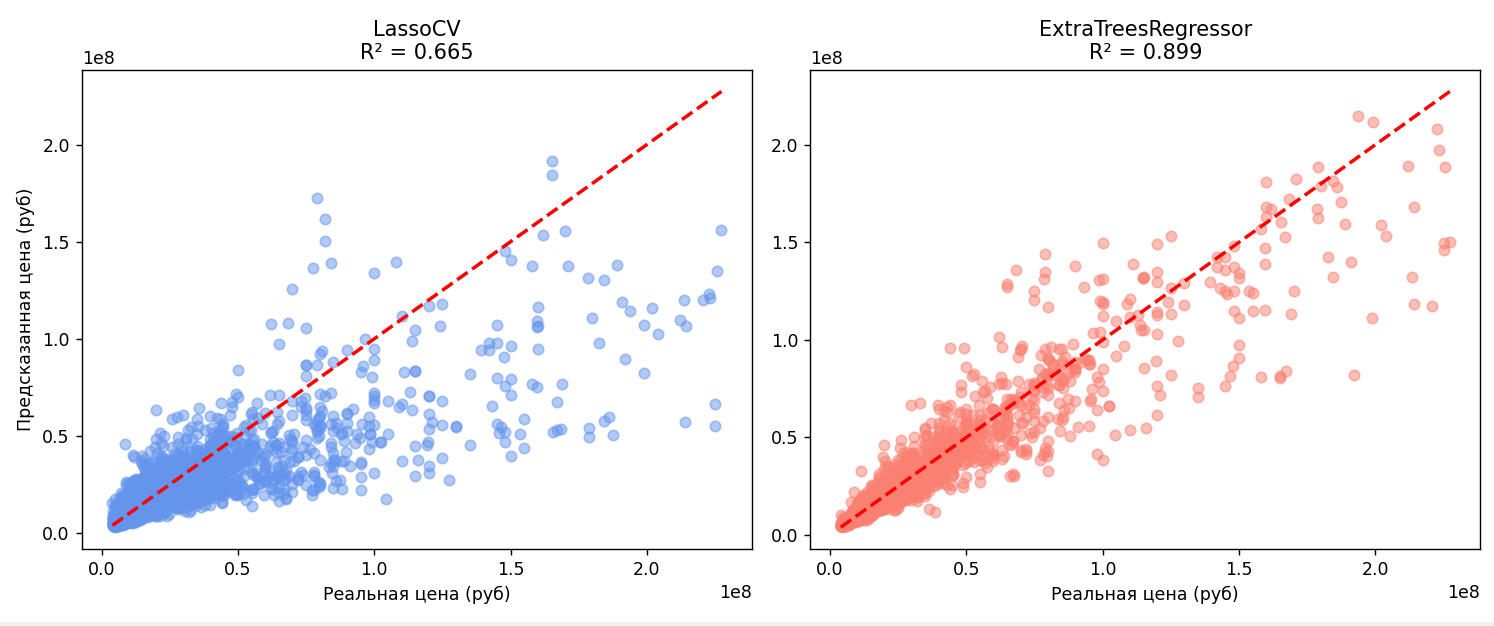 LassoCV
R² = 0.665
1e8
2.0
1.5
1.0
0.5
0.0
Предсказанная цена (руб)
0.0 0.5 1.0 1.5 2.0
Реальная цена (руб)
1e8
ExtraTreesRegressor
R² = 0.899
1e8
2.0
1.5
1.0
0.5
0.0
0.0 0.5 1.0 1.5 2.0
Реальная цена (руб)
1e8